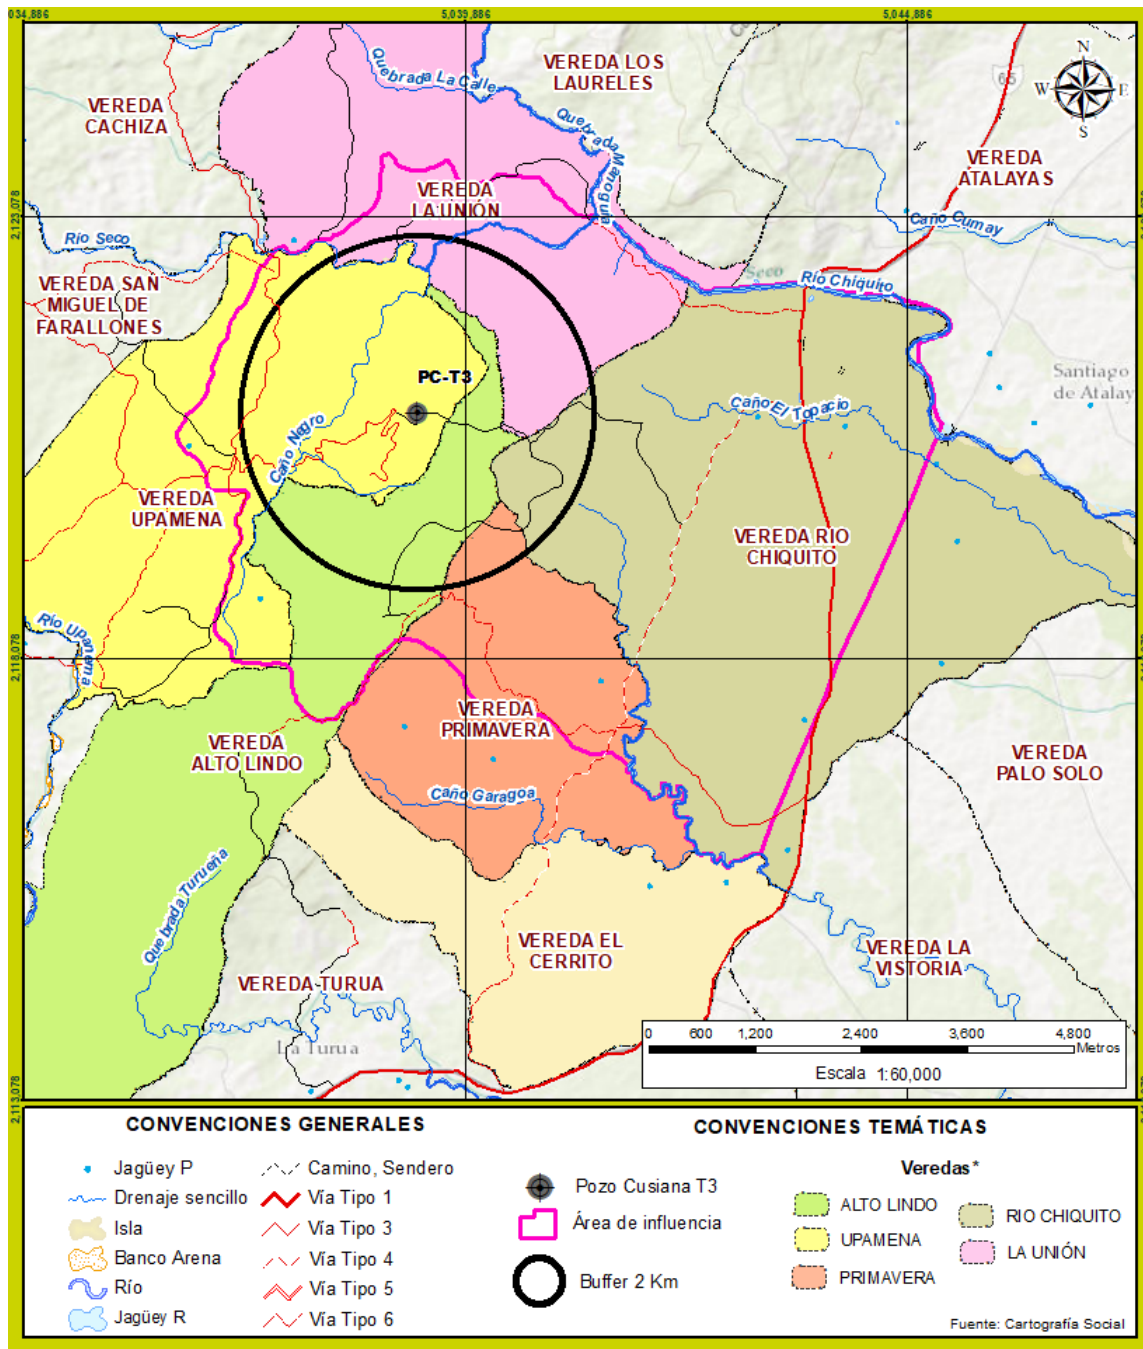 034,886
5,039,886
5,044,886
N
W
E
S
65
Quebrada La Calle
VEREDA LOS
LAURELES
VEREDA
CACHIZA
Quebrada Manoguia
VEREDA
ATALAYAS
VEREDA
LA UNIÓN
2,123,078
Caño Cumay
Río Seco
VEREDA SAN
MIGUEL DE
FARALLONES
Seco
Río Chiquito
PC-T3
Santiago
de Atalay
Caño El Topacio
Caño Negro
VEREDA
UPAMENA
VEREDA RIO
CHIQUITO
Río Upanema
2,118,078
VEREDA
PRIMAVERA
VEREDA
ALTO LINDO
VEREDA
PALO SOLO
Caño Garagoa
Quebrada Turueña
VEREDA EL
CERRITO
VEREDA LA
VISTORIA
VEREDA TURUA
La Turua
0 600 1,200 2,400 3,600 4,800
Metros
Escala 1:60,000
2,113,078
CONVENCIONES GENERALES
Jagüey P
Drenaje sencillo
Isla
Banco Arena
Río
Jagüey R
Camino, Sendero
Vía Tipo 1
Vía Tipo 3
Vía Tipo 4
Vía Tipo 5
Vía Tipo 6
CONVENCIONES TEMÁTICAS
Pozo Cusiana T3
Área de influencia
Buffer 2 Km
Veredas*
ALTO LINDO
UPAMENA
PRIMAVERA
RIO CHIQUITO
LA UNIÓN
Fuente: Cartografía Social